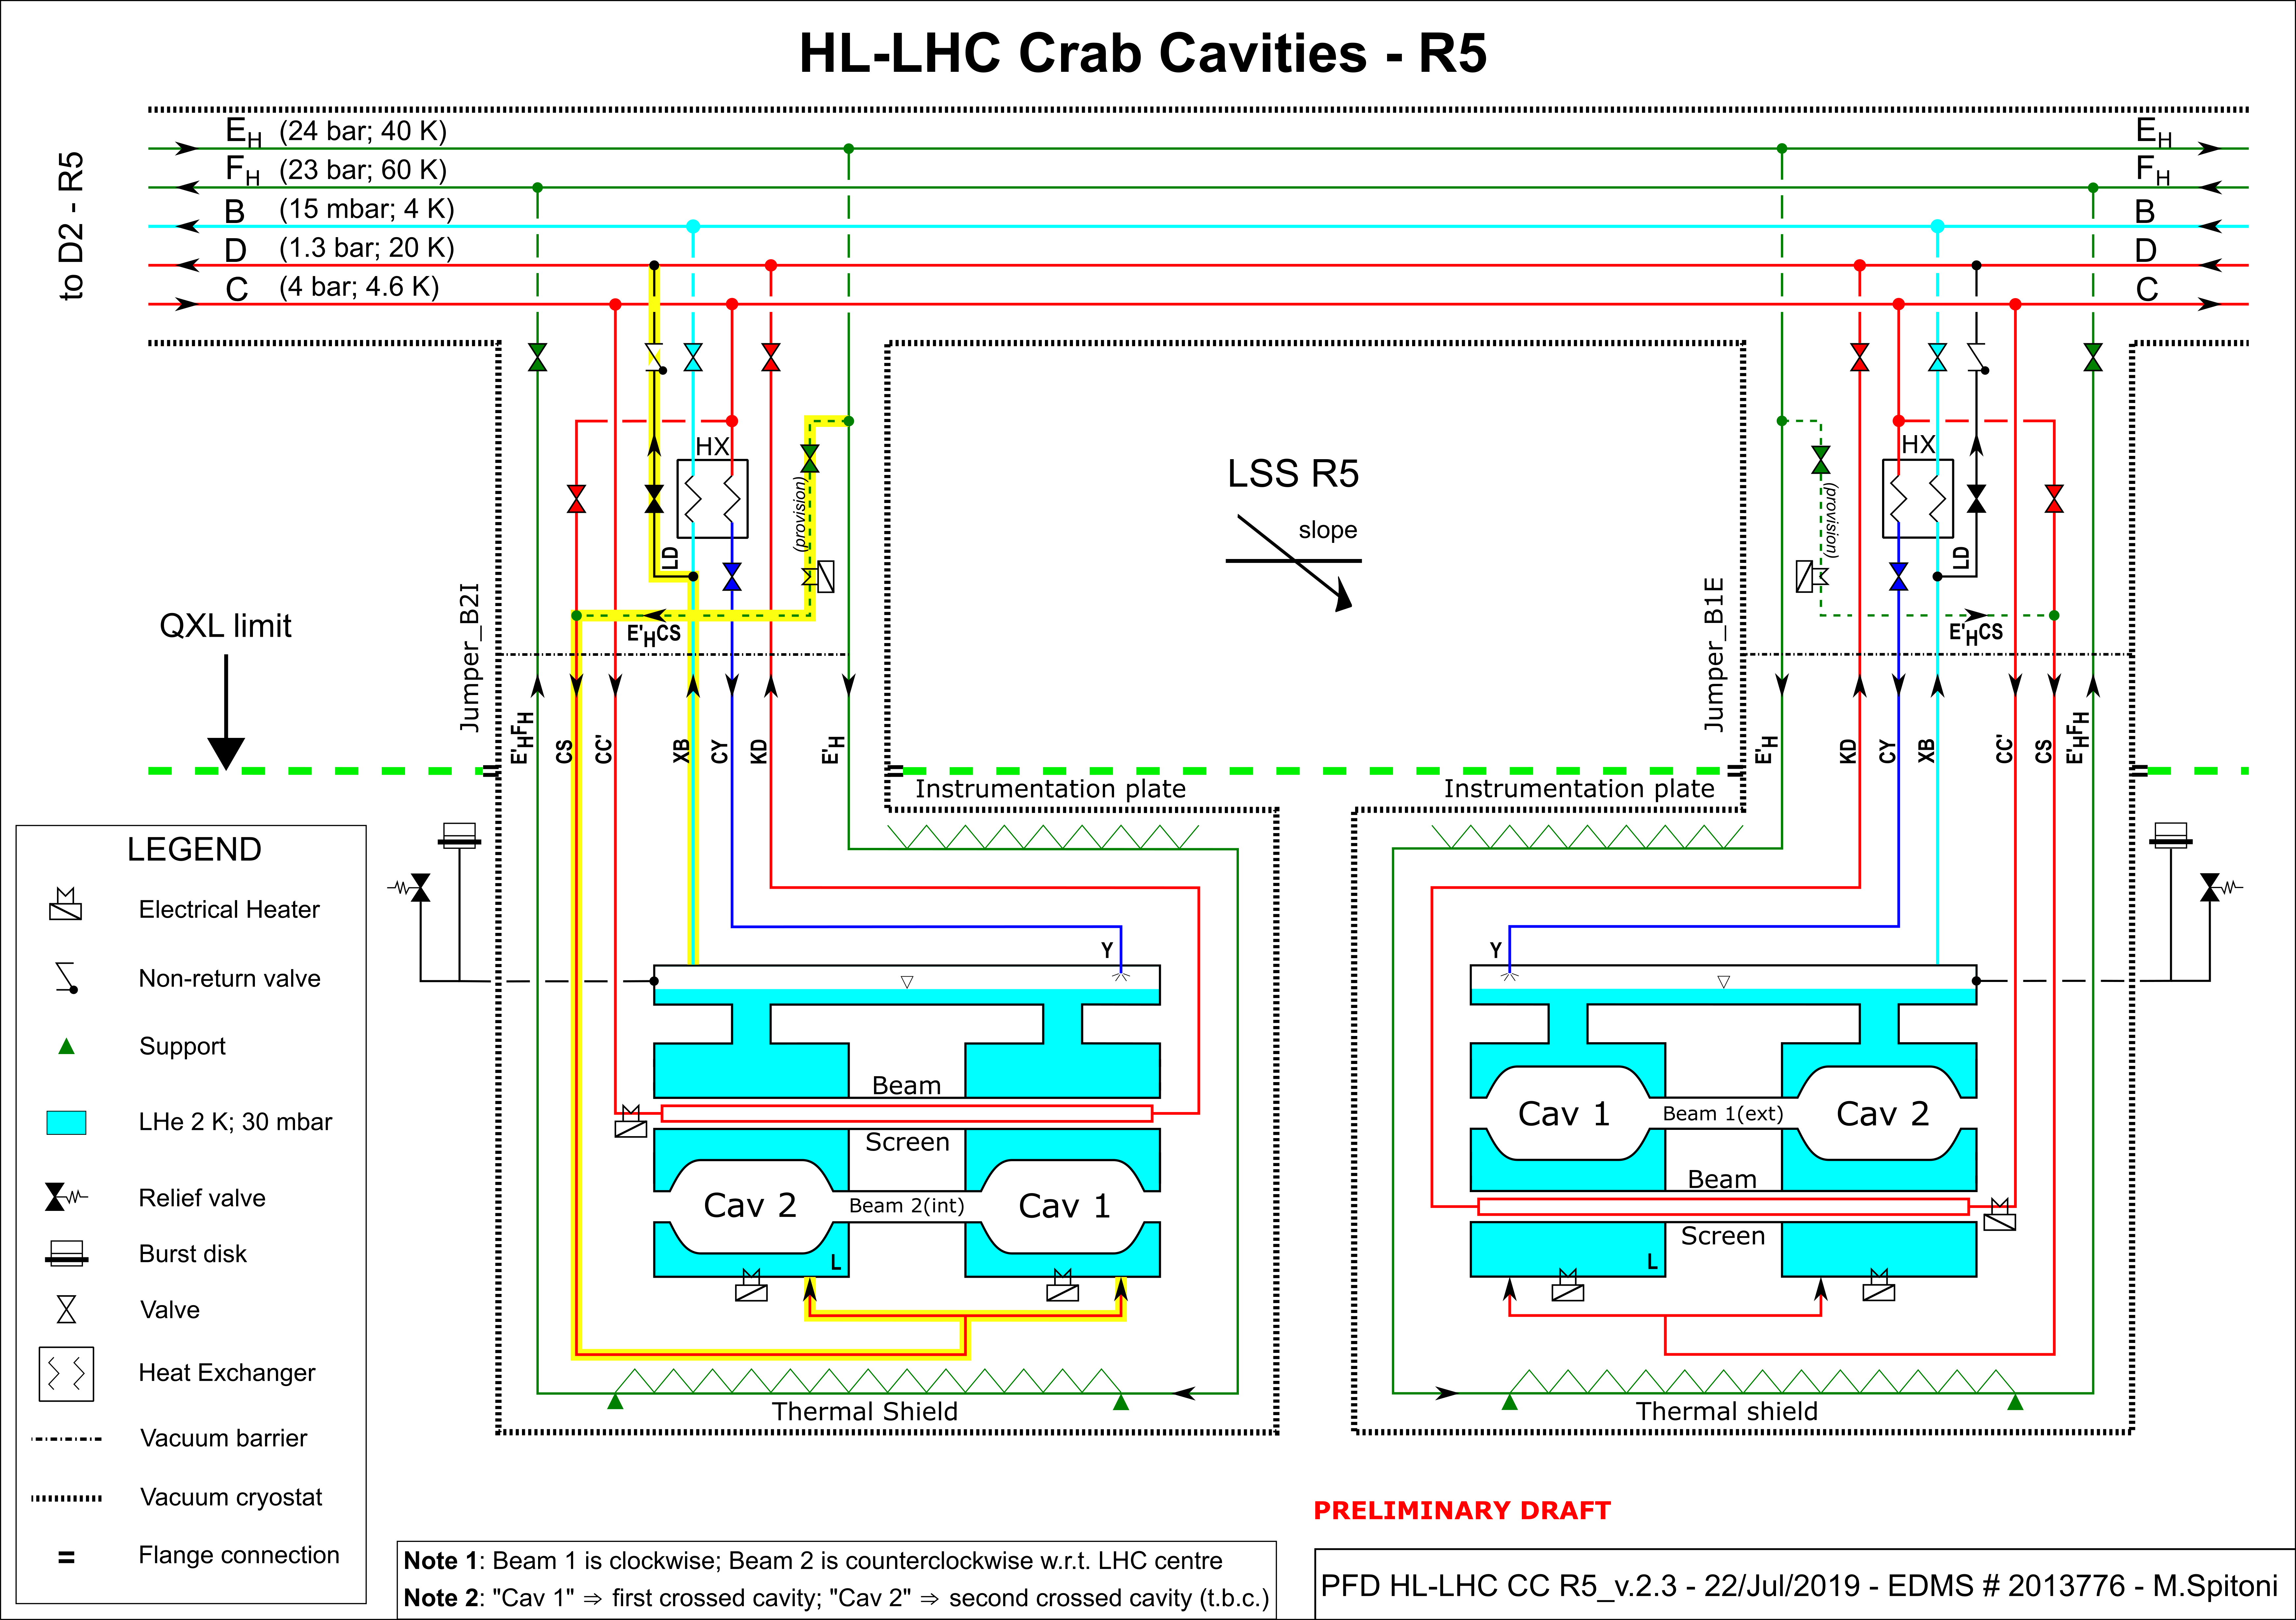 HL-LHC Crab Cavities - R5
to D2 - R5
EH (24 bar; 40 K)
FH (23 bar; 60 K)
B (15 mbar; 4 K)
D (1.3 bar; 20 K)
C (4 bar; 4.6 K)
EH
FH
B
D
C
HX
LD
(provision)
E'HCS
Jumper_B2I
QXL limit
E'HFH
CS
CC'
XB
CY
KD
E'H
LSS R5
slope
HX
LD
(provision)
E'HCS
Jumper_B1E
E'H
KD
CY
XB
CC'
CS
E'HFH
Instrumentation plate
Instrumentation plate
LEGEND
Electrical Heater
Non-return valve
Support
LHe 2 K; 30 mbar
Relief valve
Burst disk
Valve
Heat Exchanger
Vacuum barrier
Vacuum cryostat
Flange connection
Y
Beam
Screen
Cav 2
Beam 2(int)
Cav 1
L
Thermal Shield
Y
Cav 1
Beam 1(ext)
Cav 2
Beam
Screen
L
Thermal shield
PRELIMINARY DRAFT
Note 1: Beam 1 is clockwise; Beam 2 is counterclockwise w.r.t. LHC centre
Note 2: "Cav 1" ⇒ first crossed cavity; "Cav 2" ⇒ second crossed cavity (t.b.c.)
PFD HL-LHC CC R5_v.2.3 - 22/Jul/2019 - EDMS # 2013776 - M.Spitoni